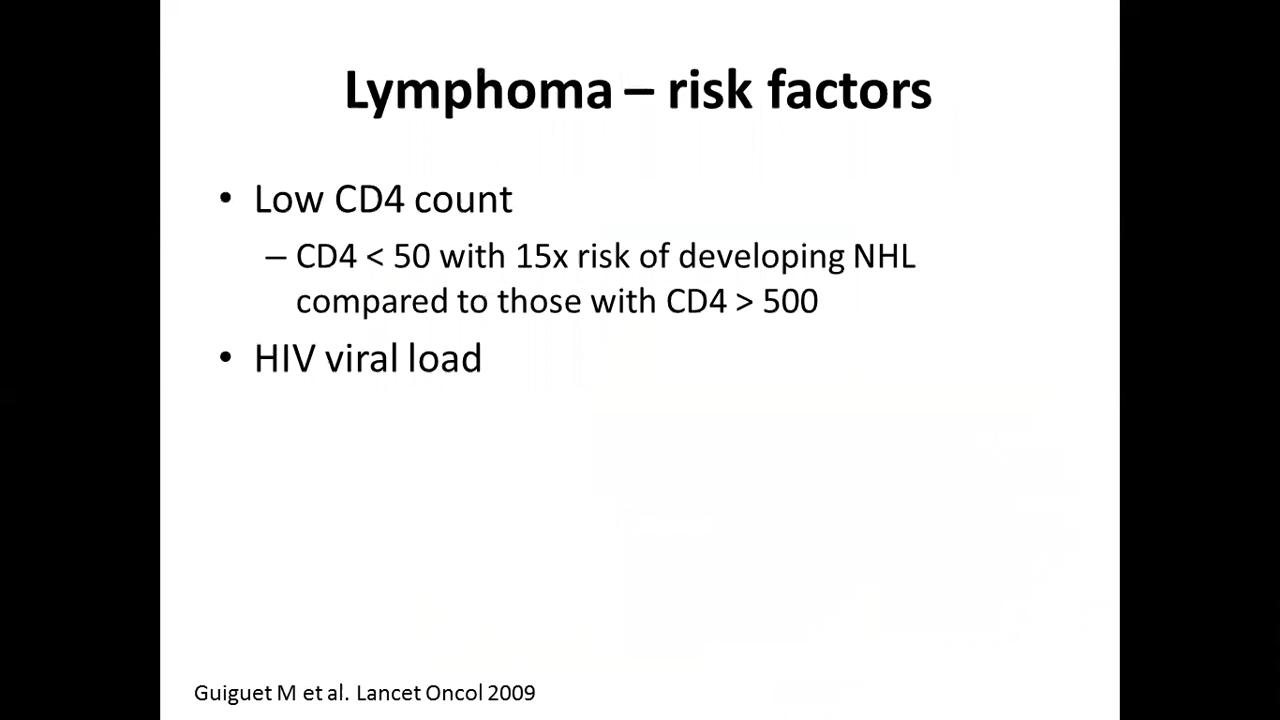 Lymphoma – risk factors
• Low CD4 count
– CD4 < 50 with 15x risk of developing NHL
compared to those with CD4 > 500
• HIV viral load
Guiguet M et al. Lancet Oncol 2009